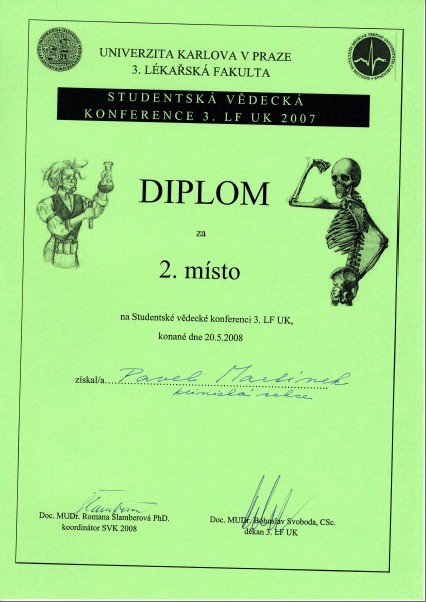 UNIVERZITA KARLOVA V PRAZE
3. LÉKAŘSKÁ FAKULTA
STUDENTSKÁ VĚDECKÁ
KONFERENCE 3. LF UK 2007
DIPLOM
za
2. místo
na Studentské vědecké konferenci 3. LF UK,
konané dne 20.5.2008
získal/a Pavel Martinek
klinická sekce
Doc. MUDr. Romana Šlamberová PhD.
koordinátor SVK 2008
Doc. MUDr. Bohuslav Svoboda, CSc.
děkan 3. LF UK